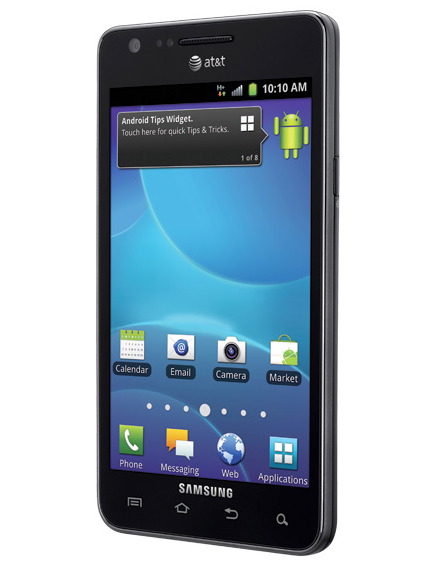 at&t
H+
10:10 AM
Android Tips Widget.
Touch here for quick Tips & Tricks.
1 of 8
Calendar
Email
Camera
Market
Phone
Messaging
Web
Applications
SAMSUNG